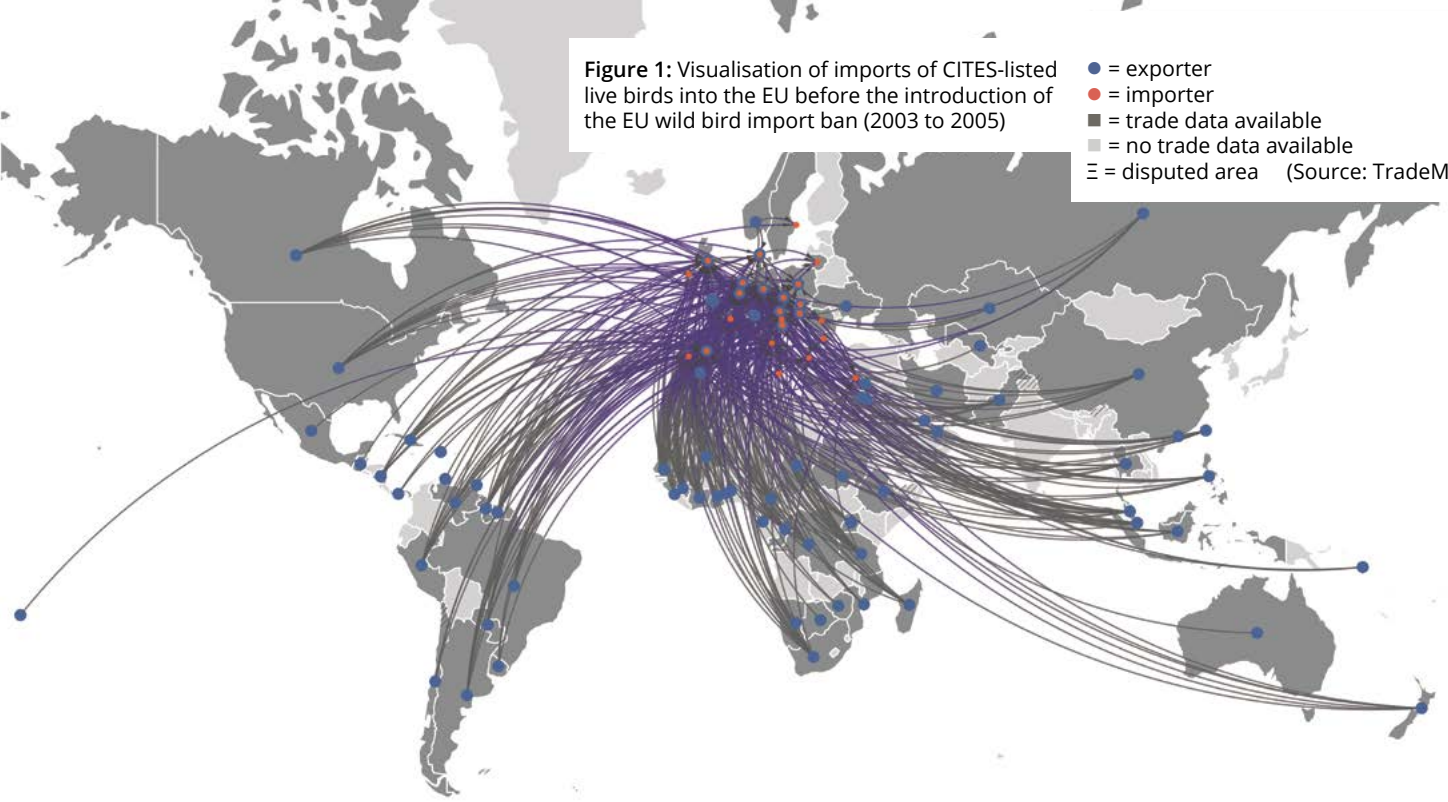 Figure 1: Visualisation of imports of CITES-listed
live birds into the EU before the introduction of
the EU wild bird import ban (2003 to 2005)
= exporter
= importer
= trade data available
= no trade data available
Ξ = disputed area (Source: TradeM